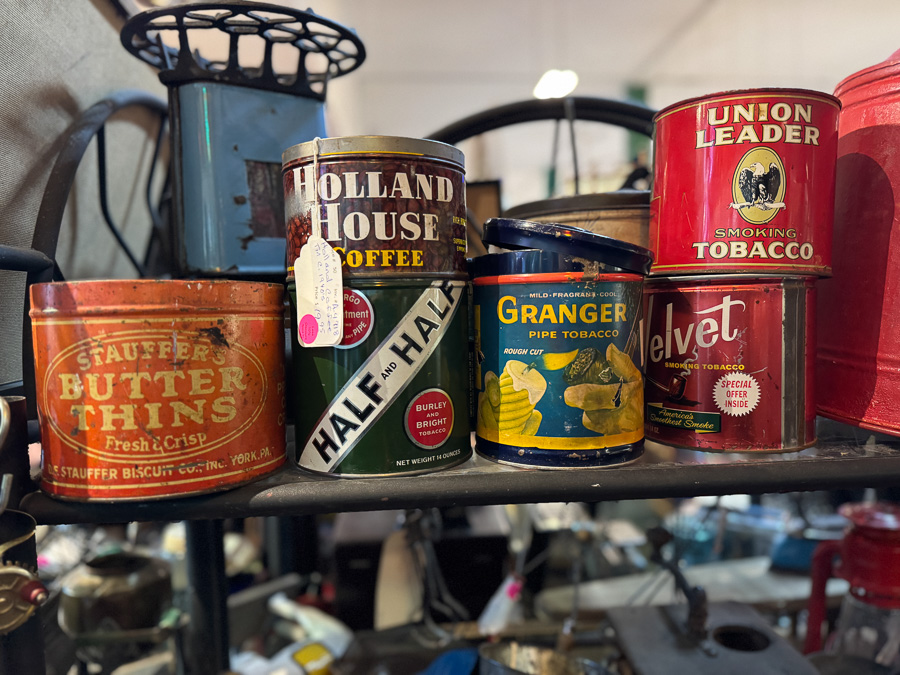 STAUFFER'S
BUTTER
THINS
Fresh & Crisp
D.F. STAUFFER BISCUIT CO., INC. YORK, PA.
HOLLAND
HOUSE
COFFEE
HALF AND HALF
BURLEY
AND
BRIGHT
TOBACCO
NET WEIGHT 14 OUNCES
MILD-FRAGRANT-COOL
GRANGER
PIPE TOBACCO
ROUGH CUT
UNION
LEADER
SMOKING
TOBACCO
Velvet
SMOKING TOBACCO
SPECIAL
OFFER
INSIDE
America's
Smoothest Smoke